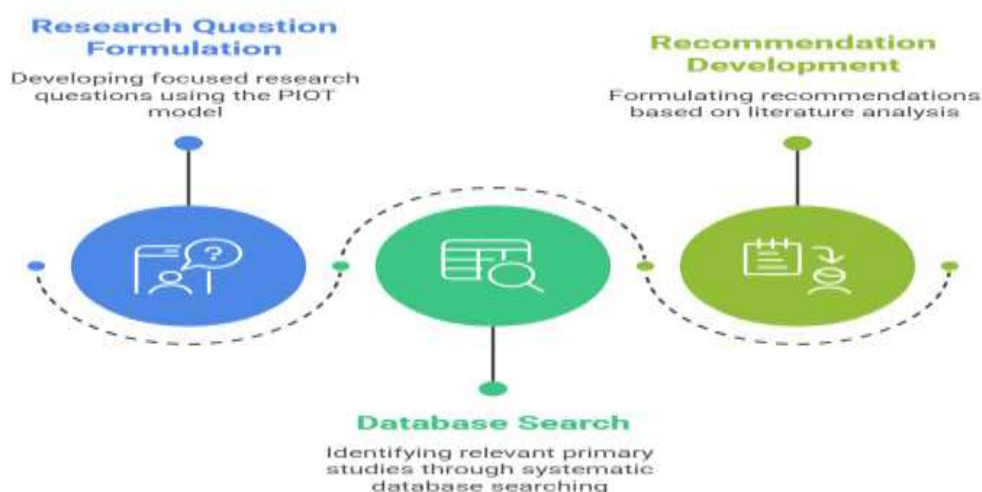 Research Question
Formulation
Developing focused research
questions using the PIOT
model
Recommendation
Development
Formulating recommendations
based on literature analysis
?
Database Search
Identifying relevant primary
studies through systematic
database searching